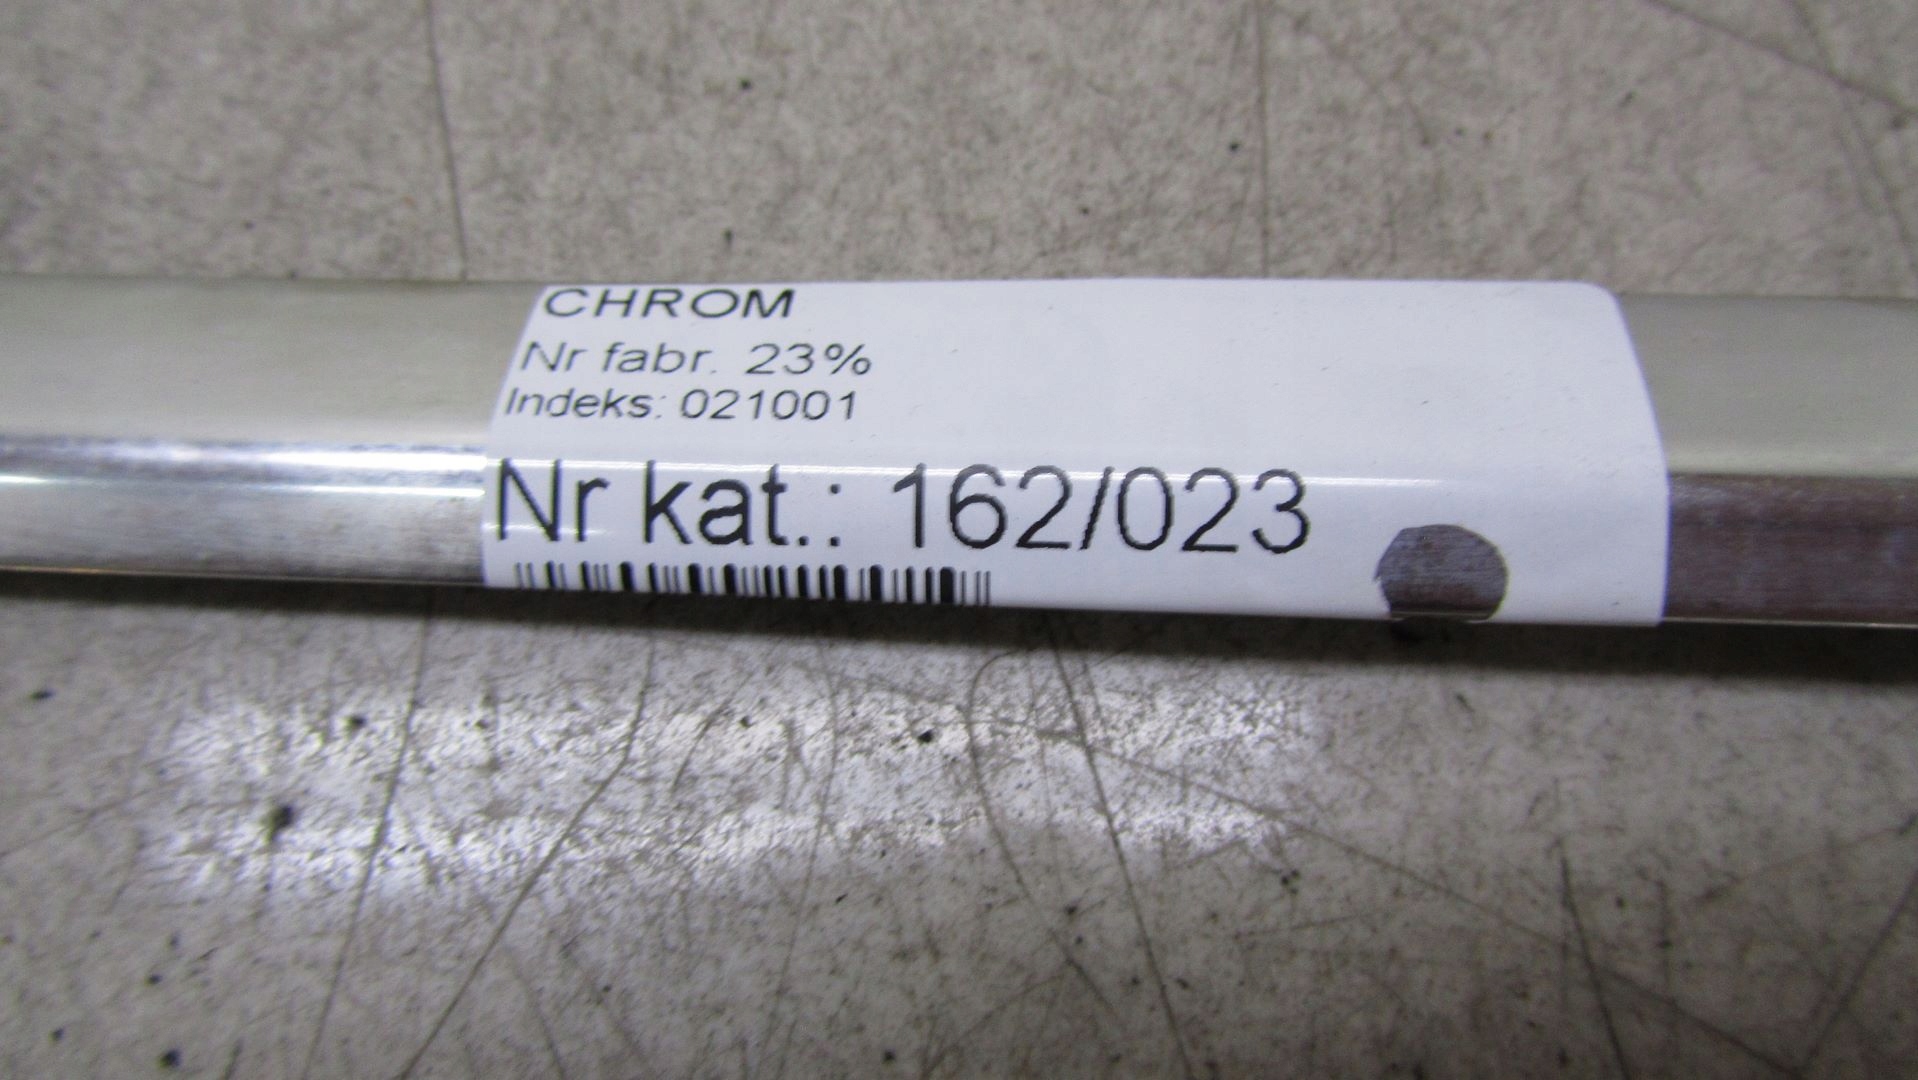 CHROM
Nr fabr. 23%
Indeks: 021001
Nr kat.: 162/023